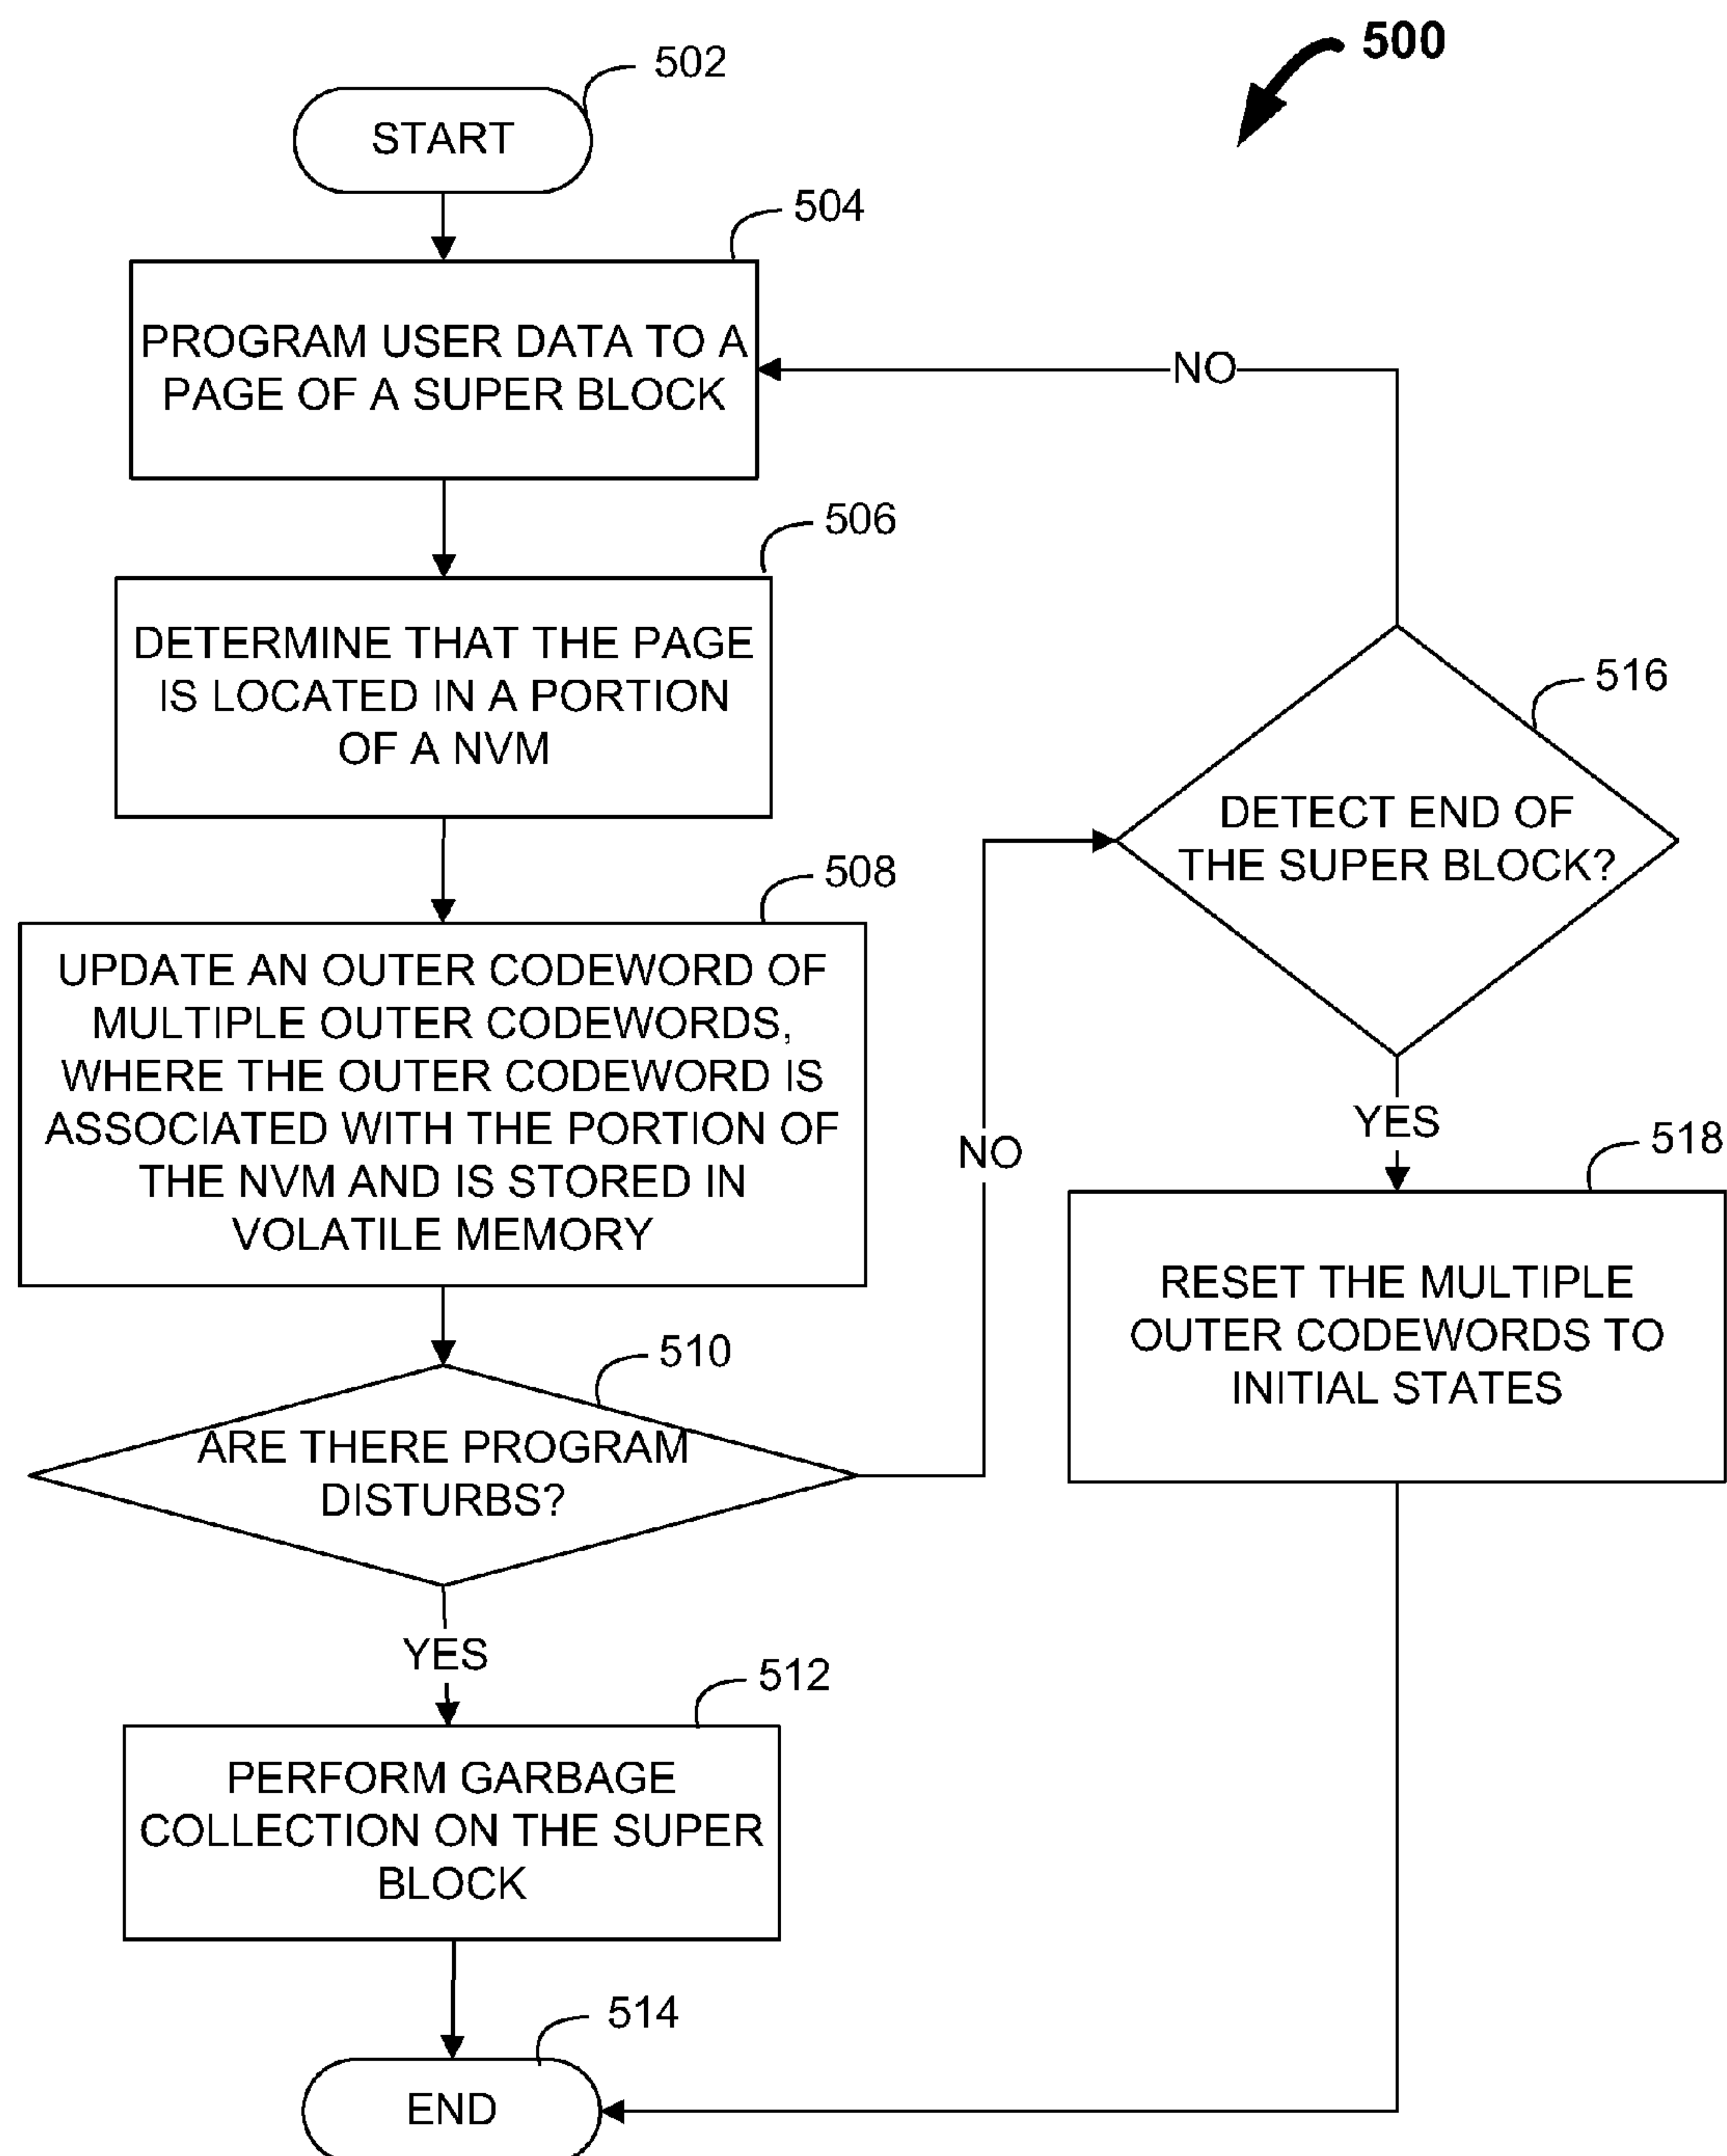 500
502
START
504
PROGRAM USER DATA TO A
PAGE OF A SUPER BLOCK
NO
506
DETERMINE THAT THE PAGE
IS LOCATED IN A PORTION
OF A NVM
516
DETECT END OF
THE SUPER BLOCK?
508
UPDATE AN OUTER CODEWORD OF
MULTIPLE OUTER CODEWORDS,
WHERE THE OUTER CODEWORD IS
ASSOCIATED WITH THE PORTION OF
THE NVM AND IS STORED IN
VOLATILE MEMORY
NO
YES
518
RESET THE MULTIPLE
OUTER CODEWORDS TO
INITIAL STATES
510
ARE THERE PROGRAM
DISTURBS?
YES
512
PERFORM GARBAGE
COLLECTION ON THE SUPER
BLOCK
514
END